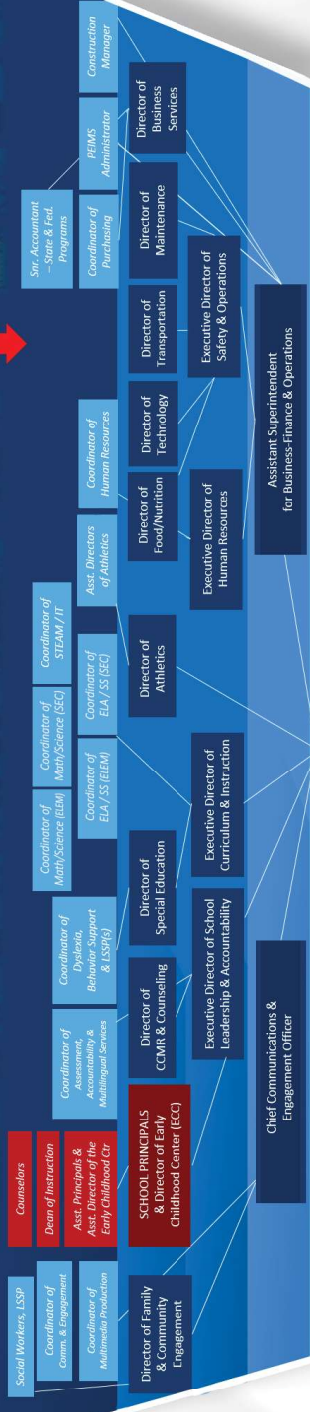 Social Workers, LSSP
Coordinator of
Comm. & Engagement
Coordinator of
Multimedia Production
Director of Family
& Community
Engagement
Counselors
Dean of Instruction
Asst. Principals &
Asst. Director of the
Early Childhood Ctr
SCHOOL PRINCIPALS
& Director of Early
Childhood Center (ECC)
Chief Communications &
Engagement Officer
Coordinator of
Assessment,
Accountability &
Multilingual Services
Coordinator of
Dyslexia,
Behavior Support
& LSSP(s)
Director of
CCMR & Counseling
Director of
Special Education
Executive Director of School
Leadership & Accountability
Coordinator of
Math/Science (ELEM)
Coordinator of
Math/Science (SEC)
Coordinator of
STEAM / IT
Coordinator of
ELA / SS (ELEM)
Coordinator of
ELA / SS (SEC)
Executive Director of
Curriculum & Instruction
Asst. Directors
of Athletics
Director of
Athletics
Coordinator of
Human Resources
Director of
Food/Nutrition
Director of
Technology
Director of
Transportation
Director of
Maintenance
Director of
Business
Services
Executive Director of
Human Resources
Executive Director of
Safety & Operations
Snr. Accountant
– State & Fed.
Programs
Coordinator of
Purchasing
PEIMS
Administrator
Construction
Manager
Assistant Superintendent
for Business-Finance & Operations